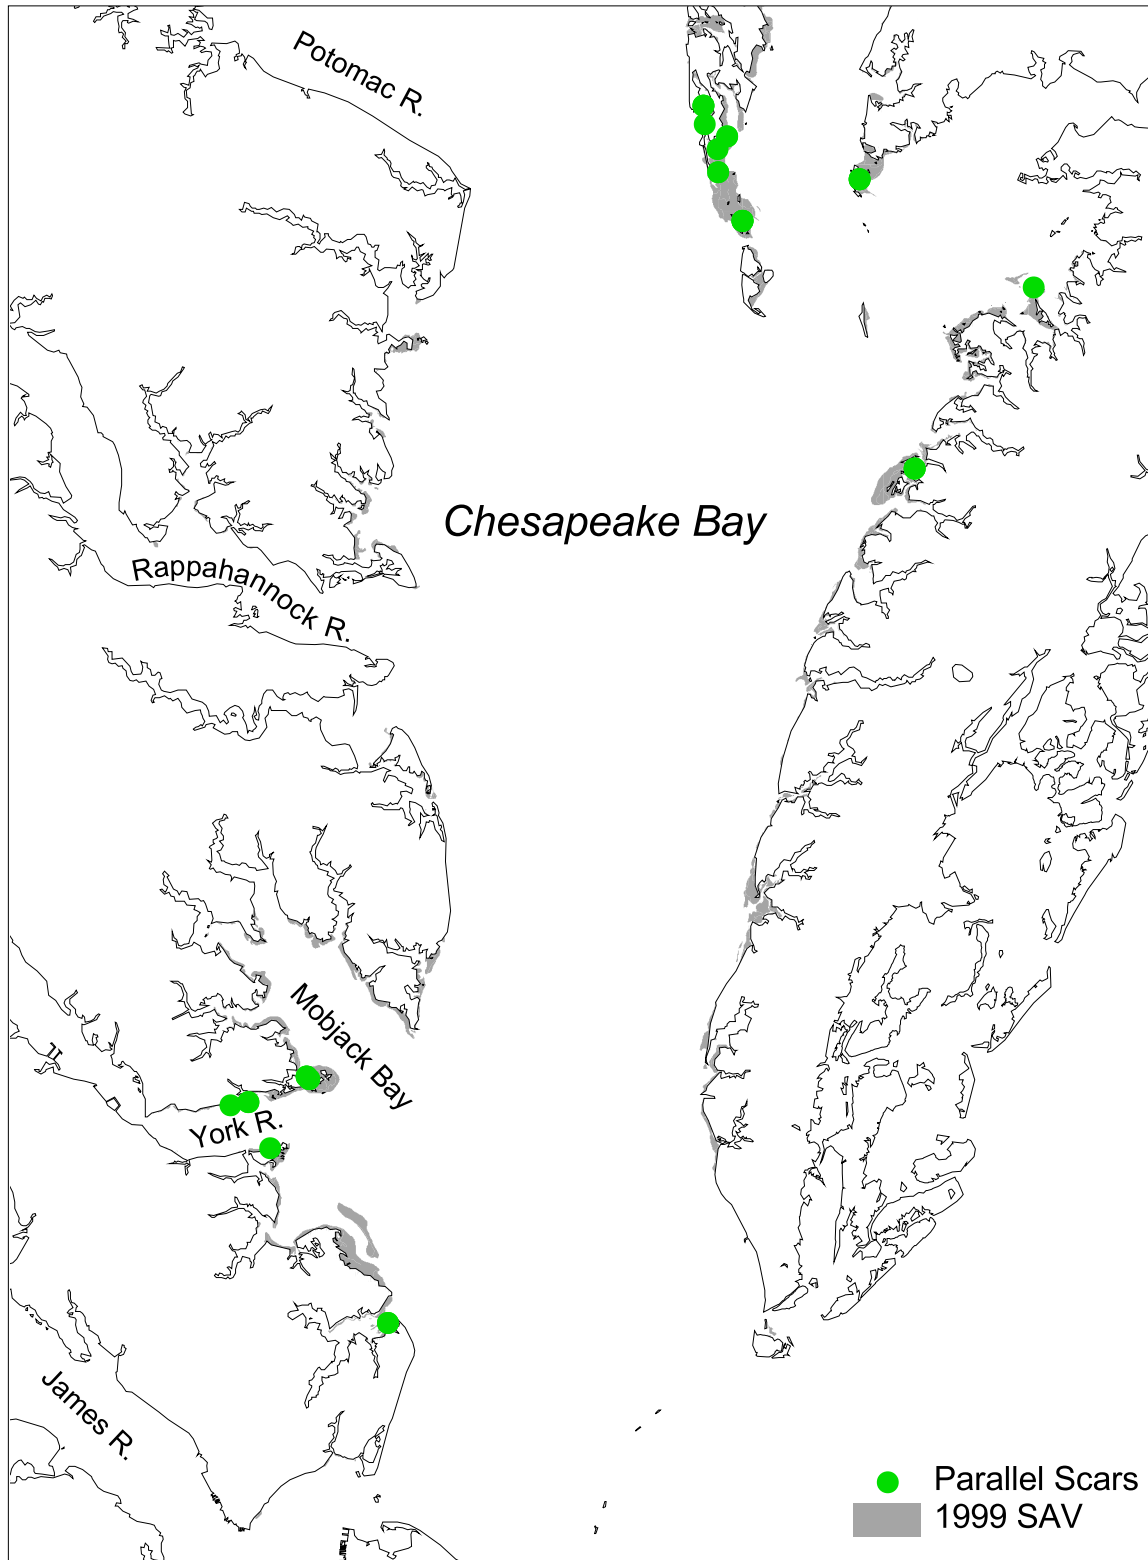 Potomac R.
Chesapeake Bay
Rappahannock R.
Mobjack Bay
York R.
James R.
Parallel Scars
1999 SAV